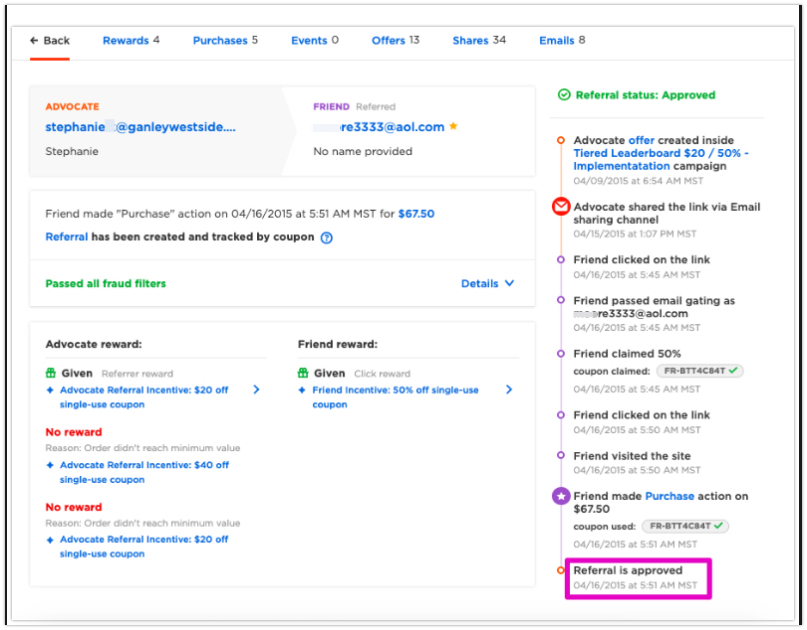 ← Back Rewards 4 Purchases 5 Events 0 Offers 13 Shares 34 Emails 8
ADVOCATE
stephanie @ganleywestside....
Stephanie
FRIEND Referred
re3333@aol.com ★
No name provided
Friend made "Purchase" action on 04/16/2015 at 5:51 AM MST for $67.50
Referral has been created and tracked by coupon ?
Passed all fraud filters Details
Advocate reward:
Given Referrer reward
Advocate Referral Incentive: $20 off
single-use coupon
No reward
Reason: Order didn't reach minimum value
Advocate Referral Incentive: $40 off
single-use coupon
No reward
Reason: Order didn't reach minimum value
Advocate Referral Incentive: $20 off
single-use coupon
Friend reward:
Given Click reward
Friend Incentive: 50% off single-use
coupon
Referral status: Approved
Advocate offer created inside
Tiered Leaderboard $20 / 50% -
Implementatation campaign
04/09/2015 at 6:54 AM MST
Advocate shared the link via Email
sharing channel
04/15/2015 at 1:07 PM MST
Friend clicked on the link
04/16/2015 at 5:45 AM MST
Friend passed email gating as
re3333@aol.com
04/16/2015 at 5:45 AM MST
Friend claimed 50%
coupon claimed: FR-BTT4C84T ✓
04/16/2015 at 5:45 AM MST
Friend clicked on the link
04/16/2015 at 5:50 AM MST
Friend visited the site
04/16/2015 at 5:50 AM MST
Friend made Purchase action on
$67.50
coupon used: FR-BTT4C84T ✓
04/16/2015 at 5:51 AM MST
Referral is approved
04/16/2015 at 5:51 AM MST